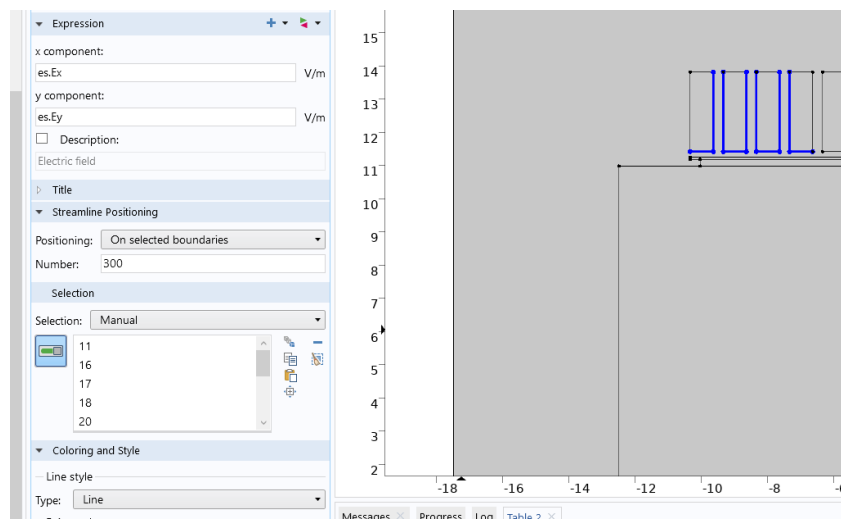 Expression
x component:
es.Ex V/m
y component:
es.Ey V/m
Description:
Electric field
Title
Streamline Positioning
Positioning: On selected boundaries
Number: 300
Selection
Selection: Manual
11
16
17
18
20
Coloring and Style
Line style
Type: Line
15
14
13
12
11
10
9
8
7
6
5
4
3
2
-18 -16 -14 -12 -10 -8
Messages Progress Log Table 2